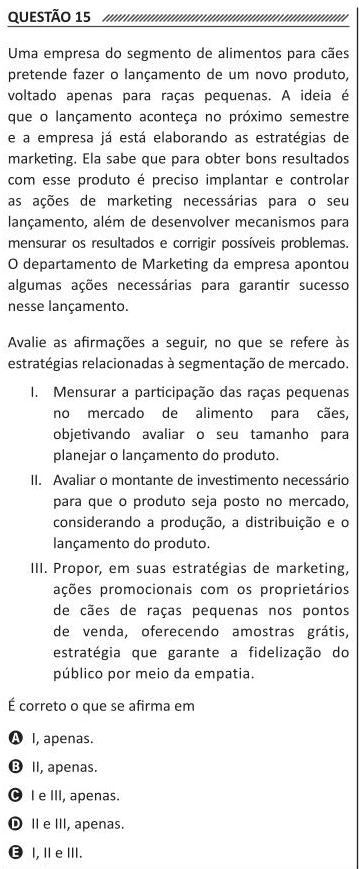 QUESTÃO 15
Uma empresa do segmento de alimentos para cães
pretende fazer o lançamento de um novo produto,
voltado apenas para raças pequenas. A ideia é
que o lançamento aconteça no próximo semestre
e a empresa já está elaborando as estratégias de
marketing. Ela sabe que para obter bons resultados
com esse produto é preciso implantar e controlar
as ações de marketing necessárias para o seu
lançamento, além de desenvolver mecanismos para
mensurar os resultados e corrigir possíveis problemas.
O departamento de Marketing da empresa apontou
algumas ações necessárias para garantir sucesso
nesse lançamento.
Avalie as afirmações a seguir, no que se refere às
estratégias relacionadas à segmentação de mercado.
I. Mensurar a participação das raças pequenas
no mercado de alimento para cães,
objetivando avaliar o seu tamanho para
planejar o lançamento do produto.
II. Avaliar o montante de investimento necessário
para que o produto seja posto no mercado,
considerando a produção, a distribuição e o
lançamento do produto.
III. Propor, em suas estratégias de marketing,
ações promocionais com os proprietários
de cães de raças pequenas nos pontos
de venda, oferecendo amostras grátis,
estratégia que garante a fidelização do
público por meio da empatia.
É correto o que se afirma em
A I, apenas.
B II, apenas.
C I e III, apenas.
D II e III, apenas.
E I, II e III.